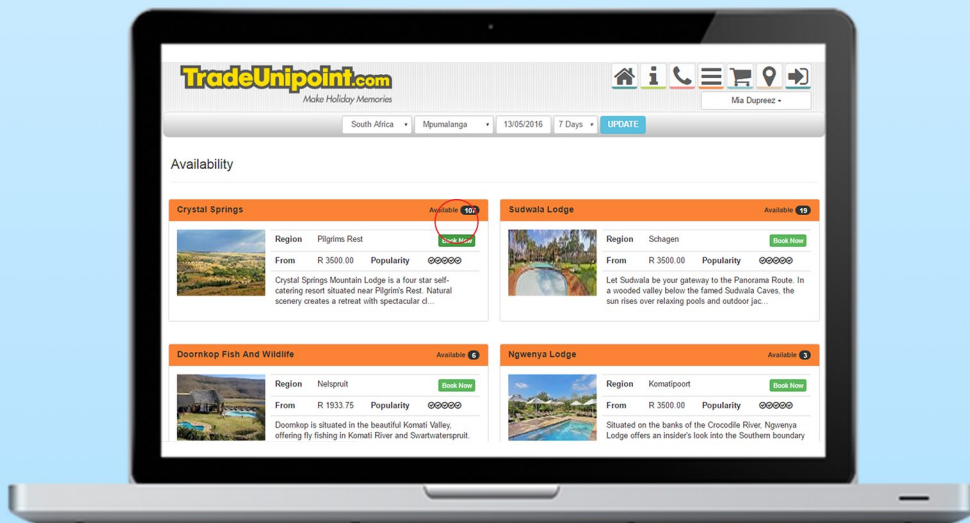 TradeUnipoint.com
Make Holiday Memories
Mia Dupreez
South Africa Mpumalanga 13/05/2016 7 Days UPDATE
Availability
Crystal Springs Available 107
Region Pilgrims Rest Book Now
From R 3500.00 Popularity
Crystal Springs Mountain Lodge is a four star self-
catering resort situated near Pilgrim's Rest. Natural
scenery creates a retreat with spectacular cl...
Sudwala Lodge Available 19
Region Schagen Book Now
From R 3500.00 Popularity
Let Sudwala be your gateway to the Panorama Route. In
a wooded valley below the famed Sudwala Caves, the
sun rises over relaxing pools and outdoor jac...
Doornkop Fish And Wildlife Available 6
Region Nelspruit Book Now
From R 1933.75 Popularity
Doornkop is situated in the beautiful Komati Valley,
offering fly fishing in Komati River and Swartwaterspruit.
Ngwenya Lodge Available 3
Region Komatipoort Book Now
From R 3500.00 Popularity
Situated on the banks of the Crocodile River, Ngwenya
Lodge offers an insider's look into the Southern boundary